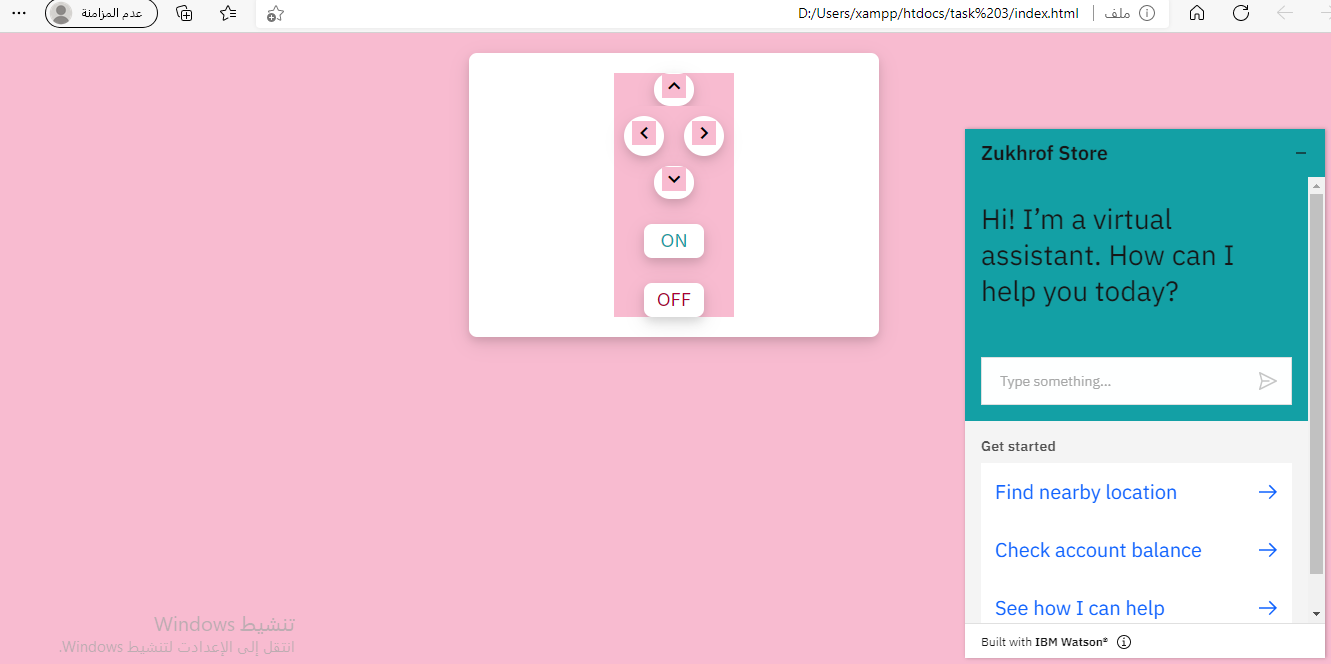 عدم المزامنة
D:/Users/xampp/htdocs/task%203/index.html
ملف
ON
OFF
Zukhrof Store
Hi! I’m a virtual
assistant. How can I
help you today?
Type something...
Get started
Find nearby location
Check account balance
See how I can help
Built with IBM Watson®
تنشيط Windows
انتقل إلى الإعدادت لتنشيط Windows.